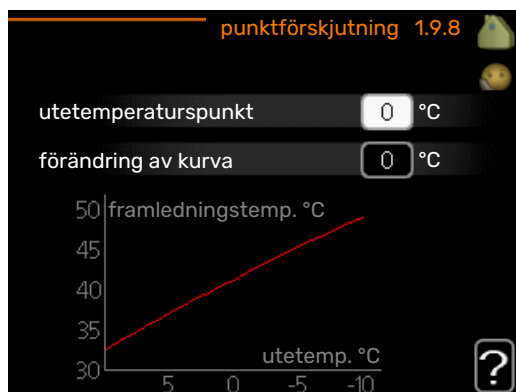 punktförskjutning 1.9.8
utetemperaturspunkt 0 °C
förändring av kurva 0 °C
50 framledningstemp. °C
45
40
35
30
utetemp. °C
5 0 -5 -10
?